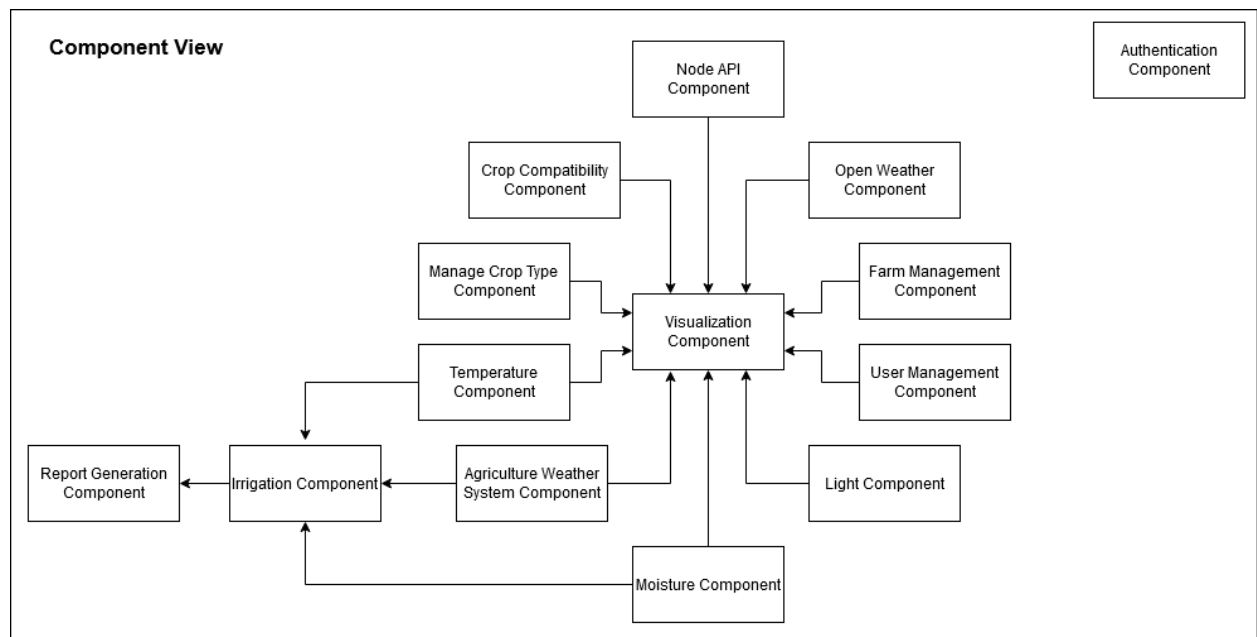 Component View
Authentication
Component
Node API
Component
Crop Compatibility
Component
Open Weather
Component
Manage Crop Type
Component
Farm Management
Component
Visualization
Component
Temperature
Component
User Management
Component
Report Generation
Component
Irrigation Component
Agriculture Weather
System Component
Light Component
Moisture Component